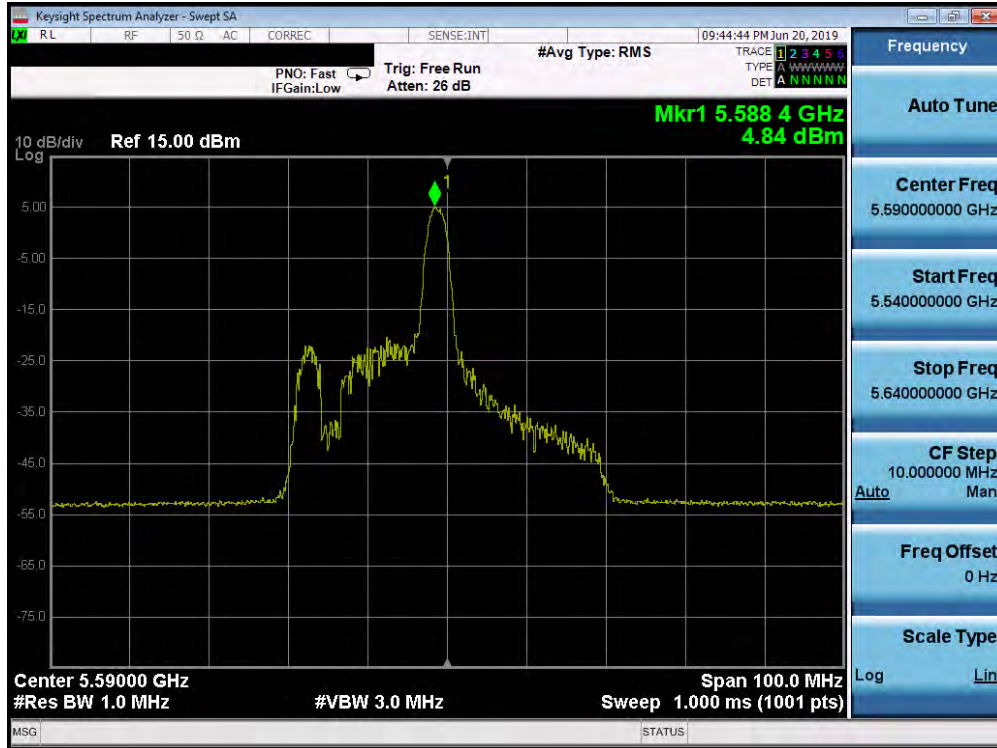 Keysight Spectrum Analyzer - Swept SA
LXI RL RF 50 Ω AC CORREC SENSE:INT 09:44:44 PM Jun 20, 2019
#Avg Type: RMS TRACE 1 2 3 4 5 6
PNO: Fast Trig: Free Run TYPE A WWWWW
IFGain:Low Atten: 26 dB DET A N N N N N
Mkr1 5.588 4 GHz
4.84 dBm
10 dB/div Ref 15.00 dBm
Log
1
5.00
-5.00
-15.0
-25.0
-35.0
-45.0
-55.0
-65.0
-75.0
Center 5.59000 GHz Span 100.0 MHz
#Res BW 1.0 MHz #VBW 3.0 MHz Sweep 1.000 ms (1001 pts)
MSG STATUS
Frequency
Auto Tune
Center Freq
5.590000000 GHz
Start Freq
5.540000000 GHz
Stop Freq
5.640000000 GHz
CF Step
10.000000 MHz
Auto Man
Freq Offset
0 Hz
Scale Type
Log Lin